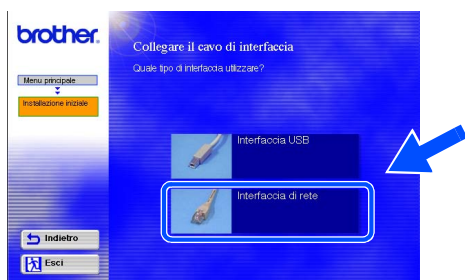 brother.
Collegare il cavo di interfaccia
Quale tipo di interfaccia utilizzare?
Menu principale
Installazione iniziale
Interfaccia USB
Interfaccia di rete
Indietro
Esci